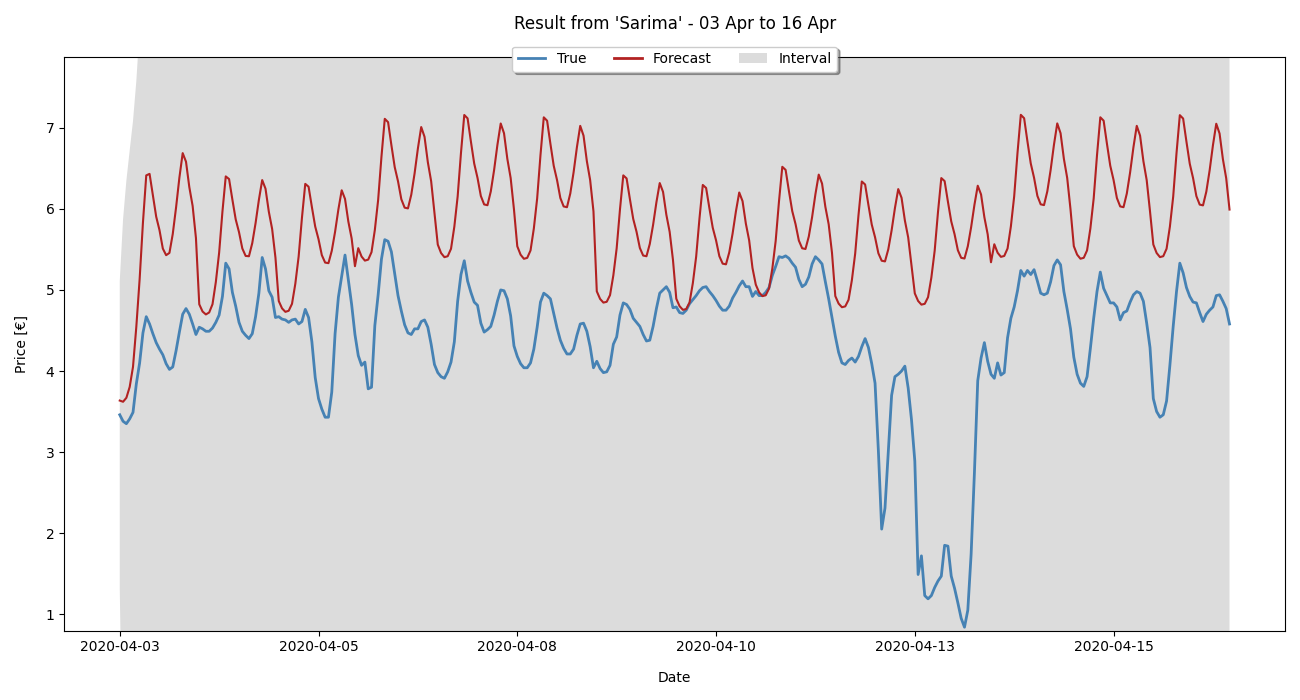 Result from 'Sarima' - 03 Apr to 16 Apr
True Forecast Interval
Price [€]
7
6
5
4
3
2
1
2020-04-03 2020-04-05 2020-04-08 2020-04-10 2020-04-13 2020-04-15
Date